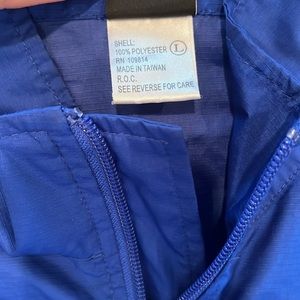 SHELL:
100% POLYESTER L
RN 109814
MADE IN TAIWAN
R.O.C.
SEE REVERSE FOR CARE